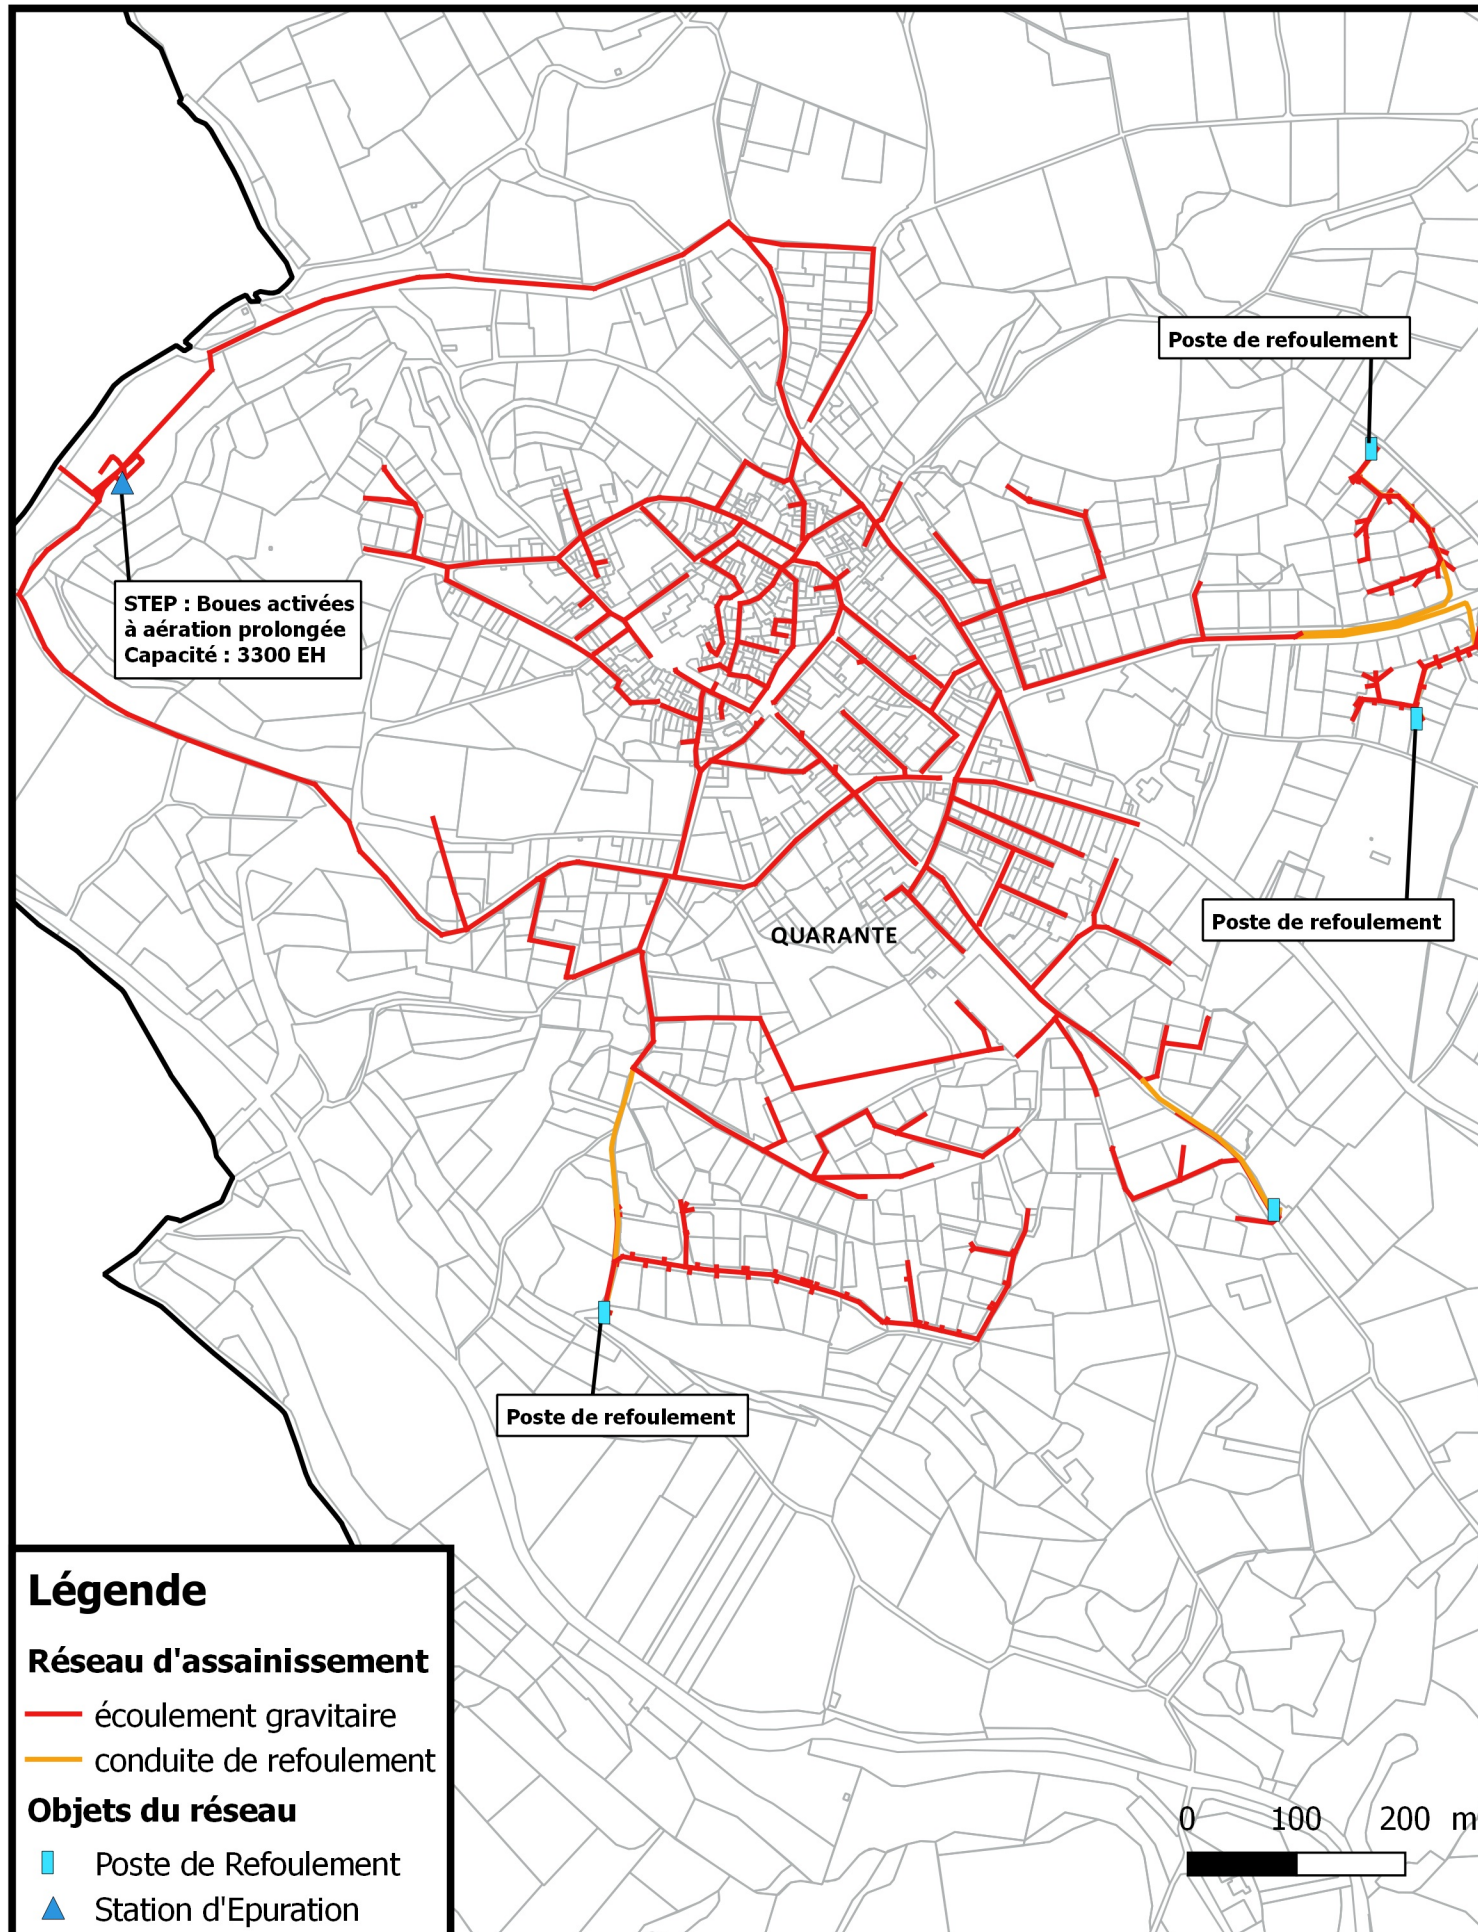 Poste de refoulement
STEP : Boues activées
à aération prolongée
Capacité : 3300 EH
Poste de refoulement
QUARANTE
Poste de refoulement
Légende
Réseau d'assainissement
écoulement gravitaire
conduite de refoulement
Objets du réseau
Poste de Refoulement
Station d'Epuration
0 100 200 m